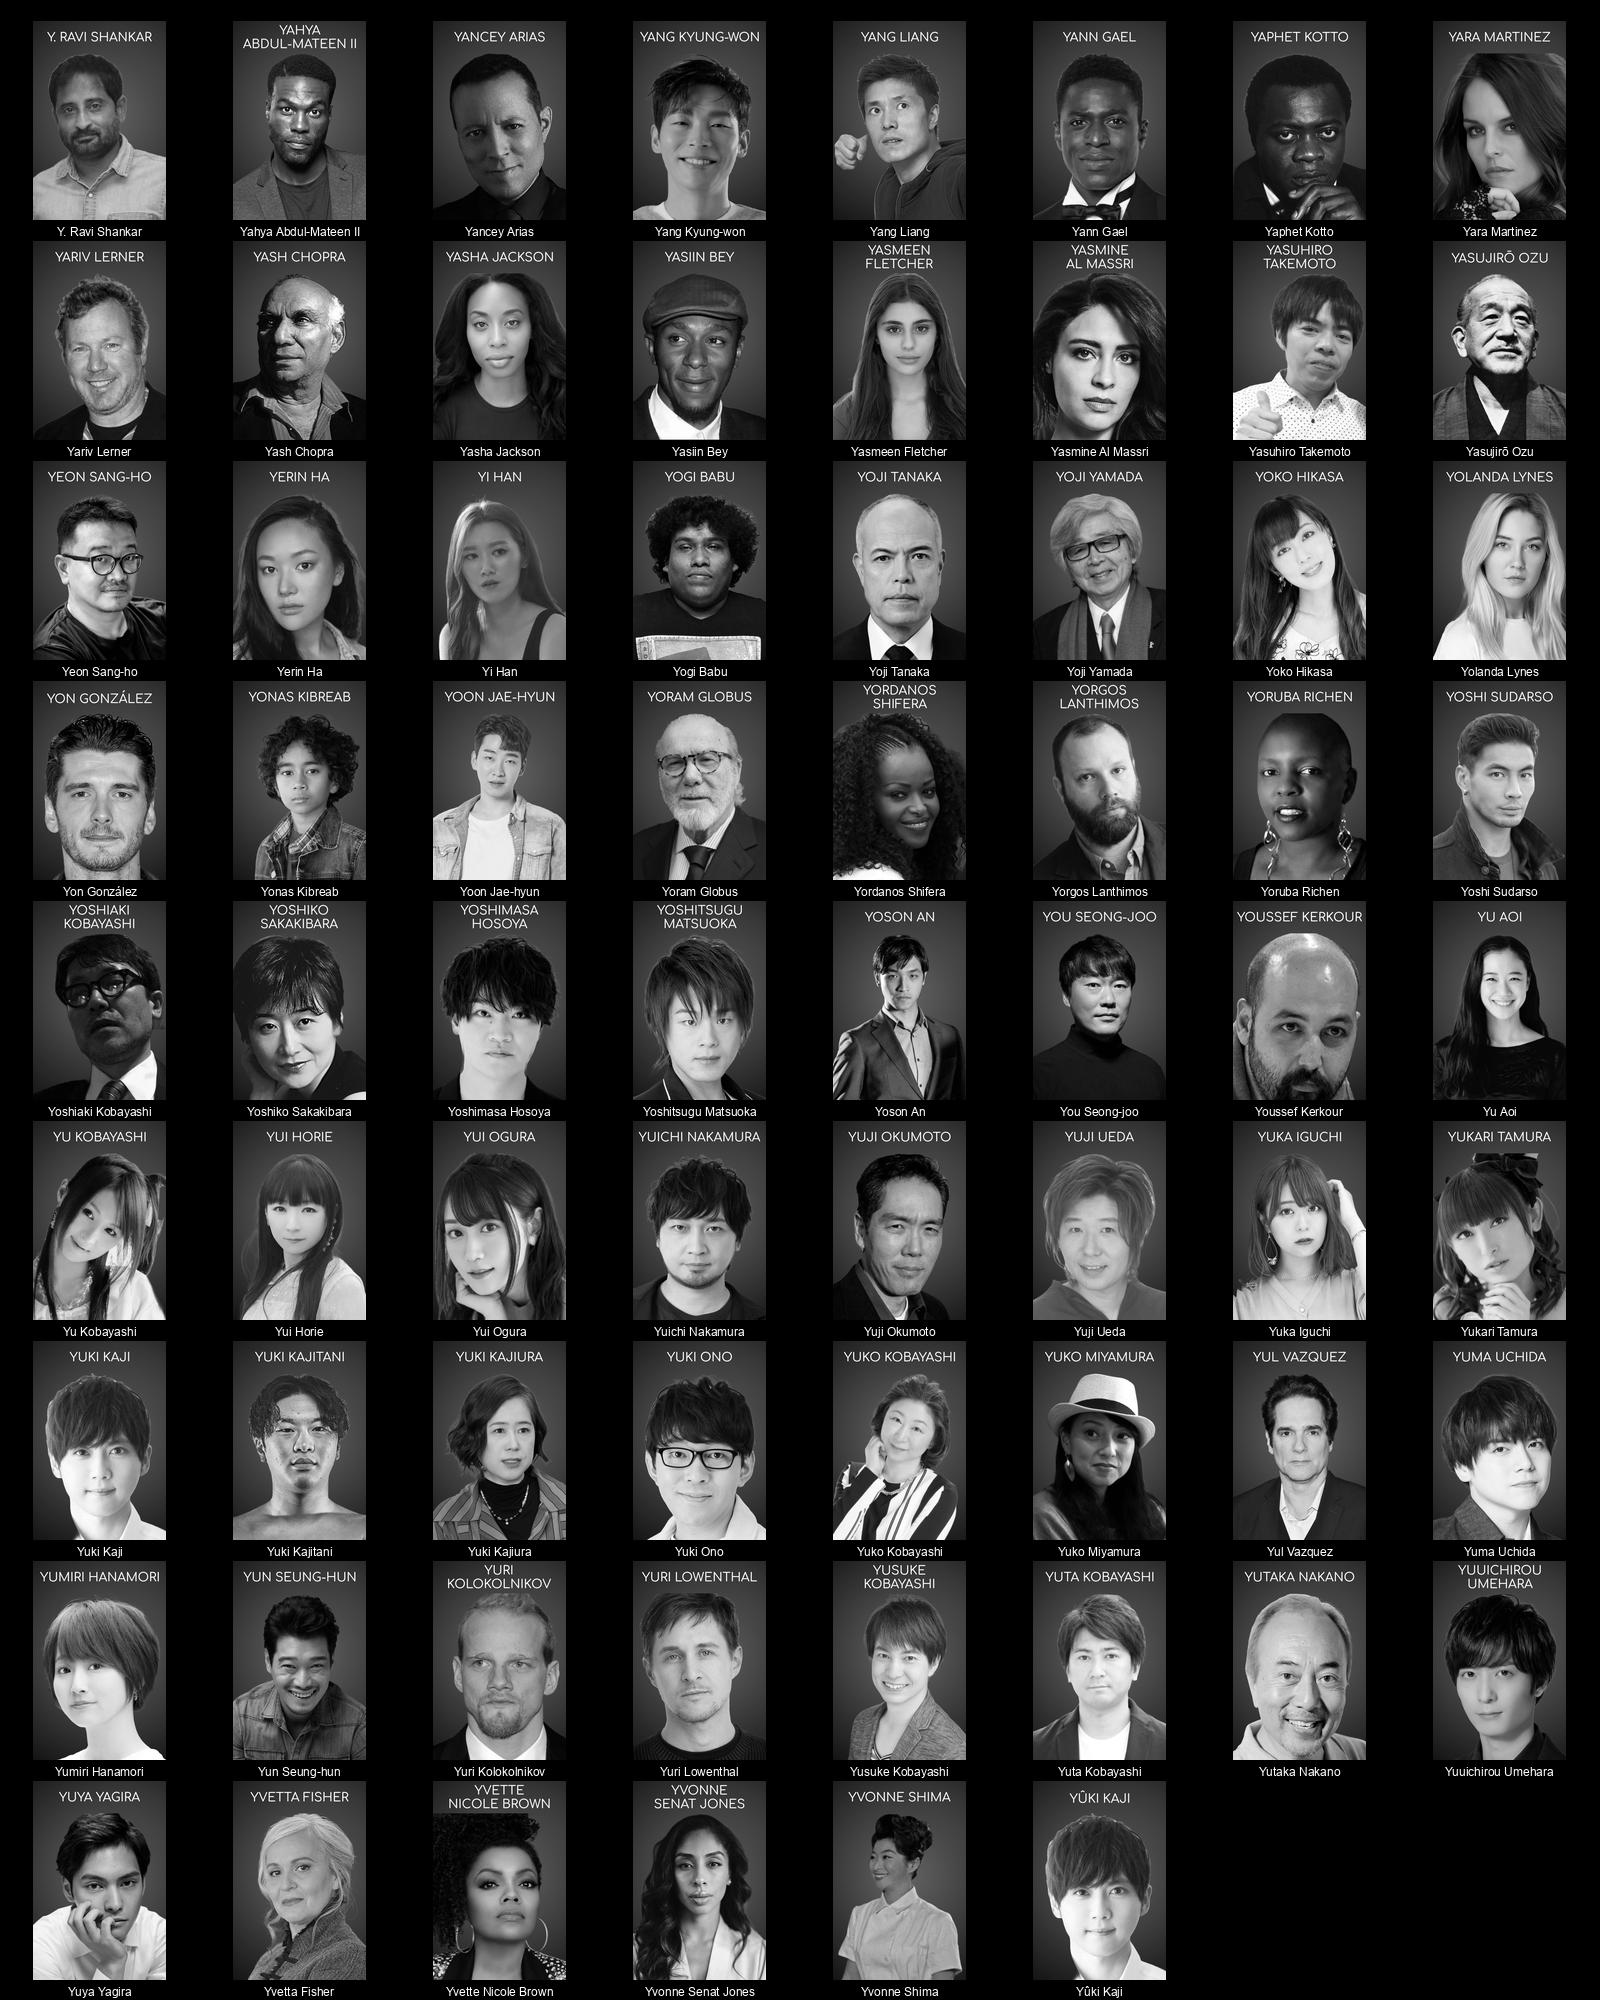 Y. RAVI SHANKAR
YAHYA
ABDUL-MATEEN II
YANCEY ARIAS
YANG KYUNG-WON
YANG LIANG
YANN GAEL
YAPHET KOTTO
YARA MARTINEZ
Y. Ravi Shankar
Yahya Abdul-Mateen II
Yancey Arias
Yang Kyung-won
Yang Liang
Yann Gael
Yaphet Kotto
Yara Martinez
YARIV LERNER
YASH CHOPRA
YASHA JACKSON
YASIIN BEY
YASMEEN
FLETCHER
YASMINE
AL MASSRI
YASUHIRO
TAKEMOTO
YASUJIRŌ OZU
Yariv Lerner
Yash Chopra
Yasha Jackson
Yasiin Bey
Yasmeen Fletcher
Yasmine Al Massri
Yasuhiro Takemoto
Yasujirō Ozu
YEON SANG-HO
YERIN HA
YI HAN
YOGI BABU
YOJI TANAKA
YOJI YAMADA
YOKO HIKASA
YOLANDA LYNES
Yeon Sang-ho
Yerin Ha
Yi Han
Yogi Babu
Yoji Tanaka
Yoji Yamada
Yoko Hikasa
Yolanda Lynes
YON GONZÁLEZ
YONAS KIBREAB
YOON JAE-HYUN
YORAM GLOBUS
YORDANOS
SHIFERA
YORGOS
LANTHIMOS
YORUBA RICHEN
YOSHI SUDARSO
Yon González
Yonas Kibreab
Yoon Jae-hyun
Yoram Globus
Yordanos Shifera
Yorgos Lanthimos
Yoruba Richen
Yoshi Sudarso
YOSHIAKI
KOBAYASHI
YOSHIKO
SAKAKIBARA
YOSHIMASA
HOSOYA
YOSHITSUGU
MATSUOKA
YOSON AN
YOU SEONG-JOO
YOUSSEF KERKOUR
YU AOI
Yoshiaki Kobayashi
Yoshiko Sakakibara
Yoshimasa Hosoya
Yoshitsugu Matsuoka
Yoson An
You Seong-joo
Youssef Kerkour
Yu Aoi
YU KOBAYASHI
YUI HORIE
YUI OGURA
YUICHI NAKAMURA
YUJI OKUMOTO
YUJI UEDA
YUKA IGUCHI
YUKARI TAMURA
Yu Kobayashi
Yui Horie
Yui Ogura
Yuichi Nakamura
Yuji Okumoto
Yuji Ueda
Yuka Iguchi
Yukari Tamura
YUKI KAJI
YUKI KAJITANI
YUKI KAJIURA
YUKI ONO
YUKO KOBAYASHI
YUKO MIYAMURA
YUL VAZQUEZ
YUMA UCHIDA
Yuki Kaji
Yuki Kajitani
Yuki Kajiura
Yuki Ono
Yuko Kobayashi
Yuko Miyamura
Yul Vazquez
Yuma Uchida
YUMIRI HANAMORI
YUN SEUNG-HUN
YURI
KOLOKOLNIKOV
YURI LOWENTHAL
YUSUKE
KOBAYASHI
YUTA KOBAYASHI
YUTAKA NAKANO
YUUICHIROU
UMEHARA
Yumiri Hanamori
Yun Seung-hun
Yuri Kolokolnikov
Yuri Lowenthal
Yusuke Kobayashi
Yuta Kobayashi
Yutaka Nakano
Yuuichirou Umehara
YUYA YAGIRA
YVETTA FISHER
YVETTE
NICOLE BROWN
YVONNE
SENAT JONES
YVONNE SHIMA
YÛKI KAJI
Yuya Yagira
Yvetta Fisher
Yvette Nicole Brown
Yvonne Senat Jones
Yvonne Shima
Yûki Kaji